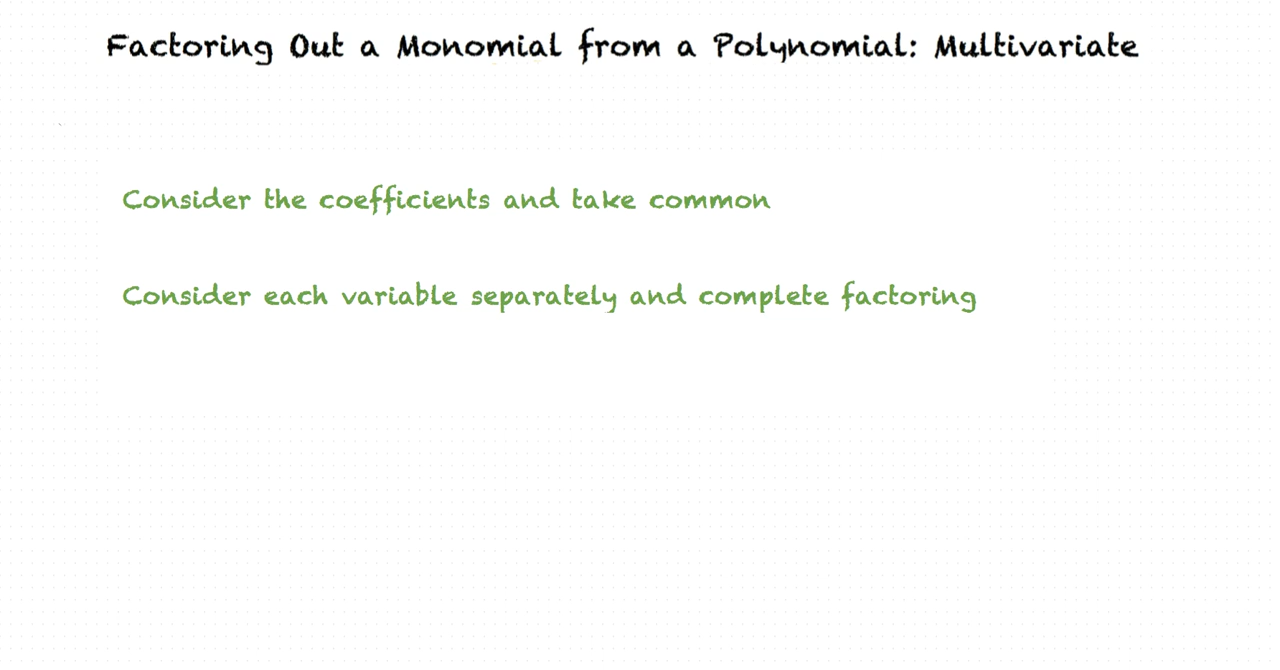 Factoring Out a Monomial from a Polynomial: Multivariate
Consider the coefficients and take common
Consider each variable separately and complete factoring